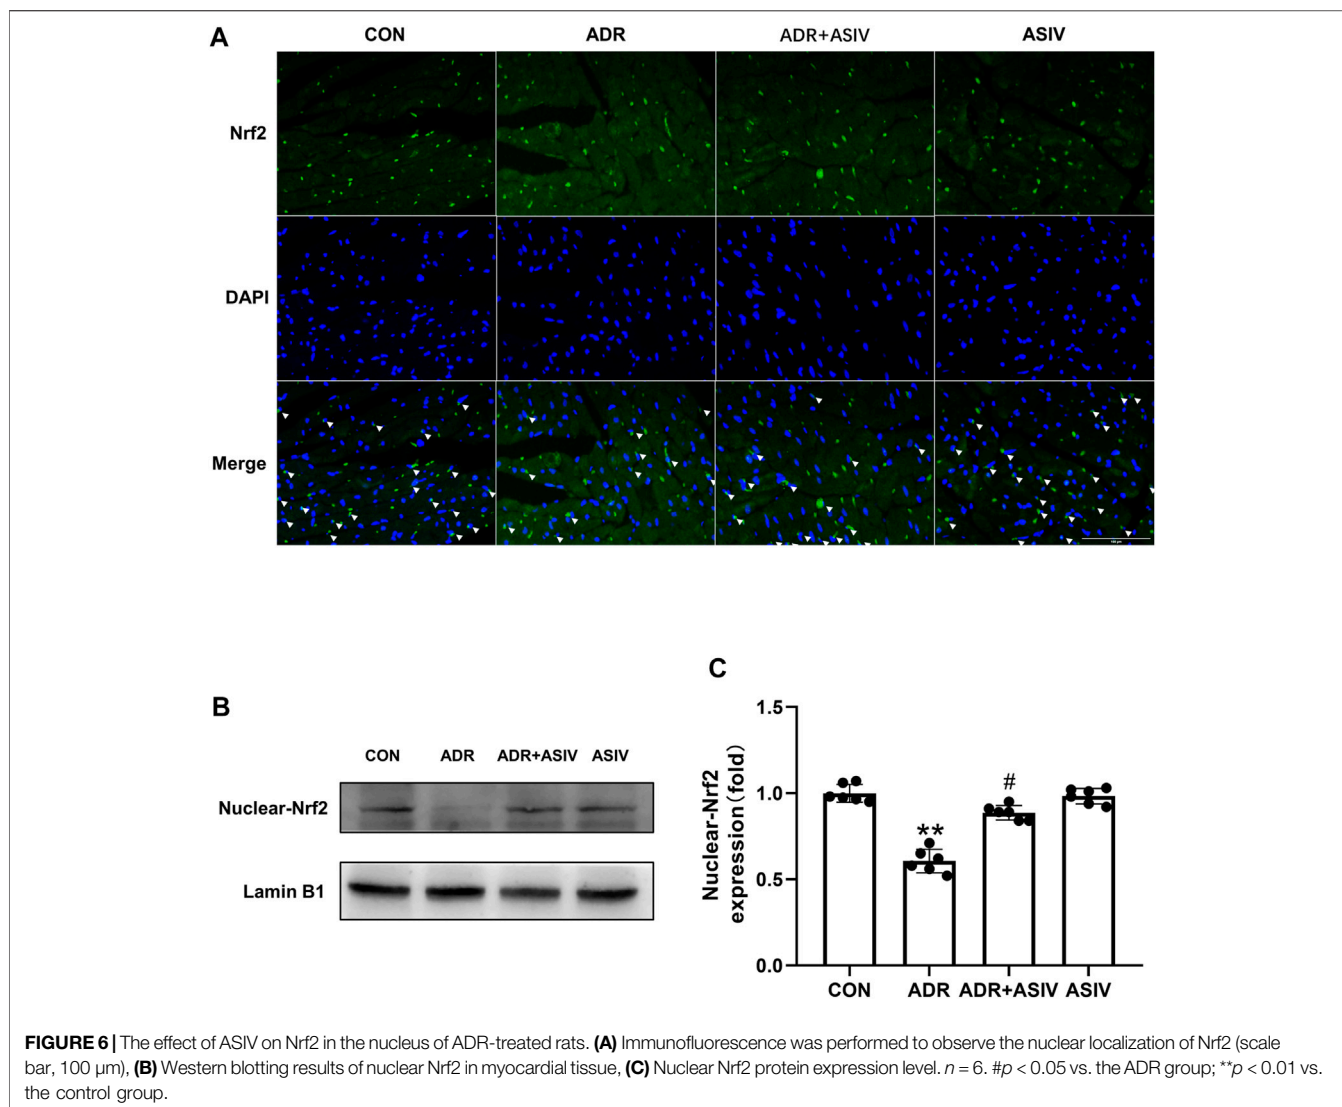 A
CON ADR ADR+ASIV ASIV
Nrf2
DAPI
Merge
100 μm
B
CON ADR ADR+ASIV ASIV
Nuclear-Nrf2
Lamin B1
C
Nuclear-Nrf2
expression(fold)
1.5
1.0
0.5
0.0
**
#
CON ADR ADR+ASIV ASIV
FIGURE 6 | The effect of ASIV on Nrf2 in the nucleus of ADR-treated rats. (A) Immunofluorescence was performed to observe the nuclear localization of Nrf2 (scale
bar, 100 μm), (B) Western blotting results of nuclear Nrf2 in myocardial tissue, (C) Nuclear Nrf2 protein expression level. n = 6. #p < 0.05 vs. the ADR group; **p < 0.01 vs.
the control group.